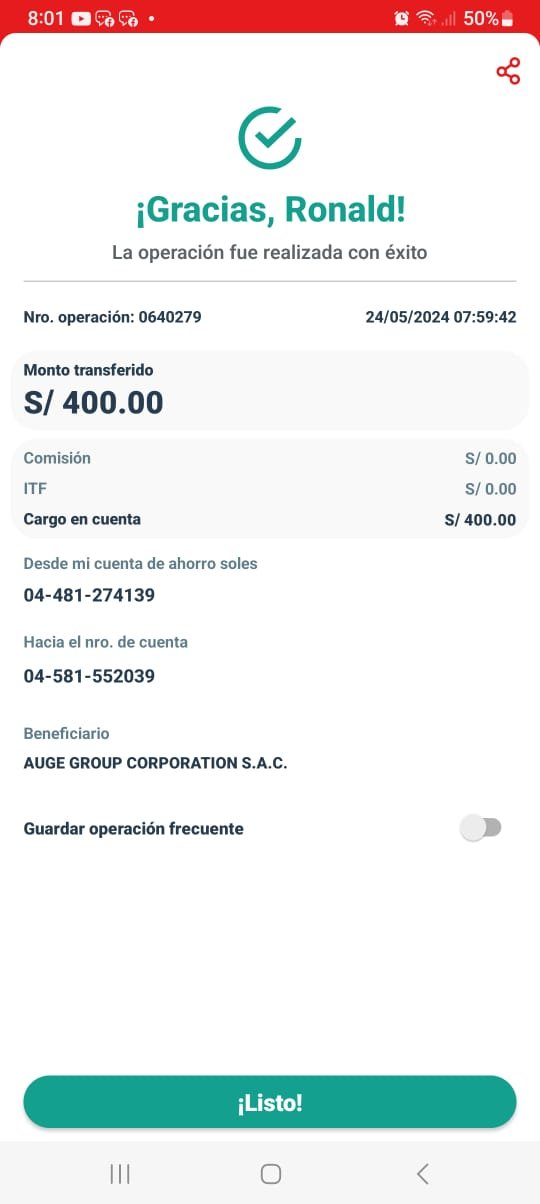 8:01 50%
¡Gracias, Ronald!
La operación fue realizada con éxito
Nro. operación: 0640279 24/05/2024 07:59:42
Monto transferido
S/ 400.00
Comisión S/ 0.00
ITF S/ 0.00
Cargo en cuenta S/ 400.00
Desde mi cuenta de ahorro soles
04-481-274139
Hacia el nro. de cuenta
04-581-552039
Beneficiario
AUGE GROUP CORPORATION S.A.C.
Guardar operación frecuente
¡Listo!